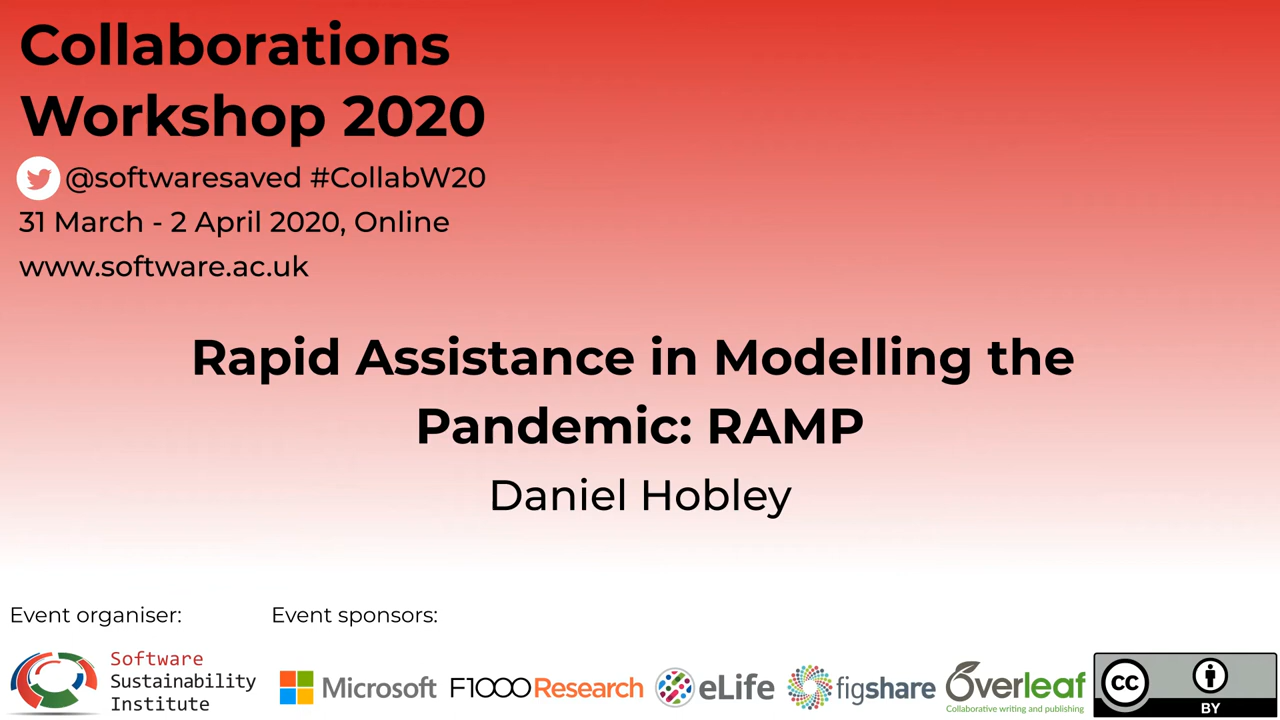 Collaborations
Workshop 2020
@softwaresaved #CollabW20
31 March - 2 April 2020, Online
www.software.ac.uk
Rapid Assistance in Modelling the
Pandemic: RAMP
Daniel Hobley
Event organiser:
Event sponsors:
Software
Sustainability
Institute
Microsoft
F1000Research
eLife
figshare
Overleaf
Collaborative writing and publishing
CC
BY